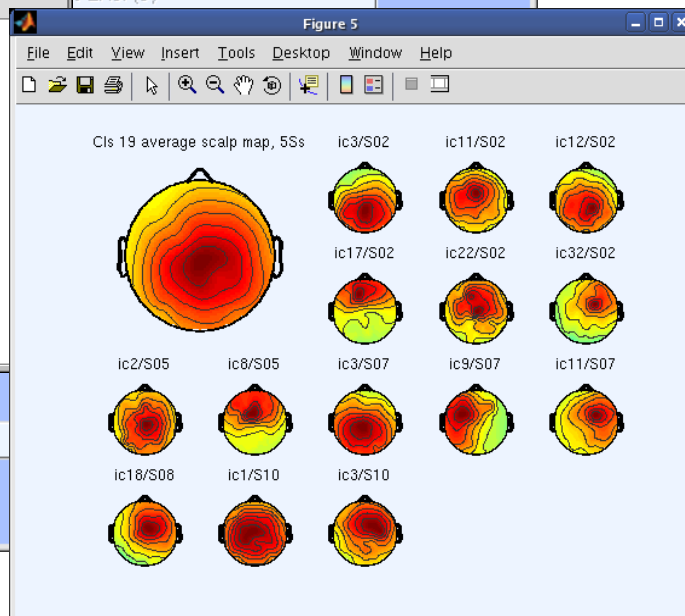 Figure 5
File Edit View Insert Tools Desktop Window Help
Cls 19 average scalp map, 5Ss
ic3/S02
ic11/S02
ic12/S02
ic17/S02
ic22/S02
ic32/S02
ic2/S05
ic8/S05
ic3/S07
ic9/S07
ic11/S07
ic18/S08
ic1/S10
ic3/S10